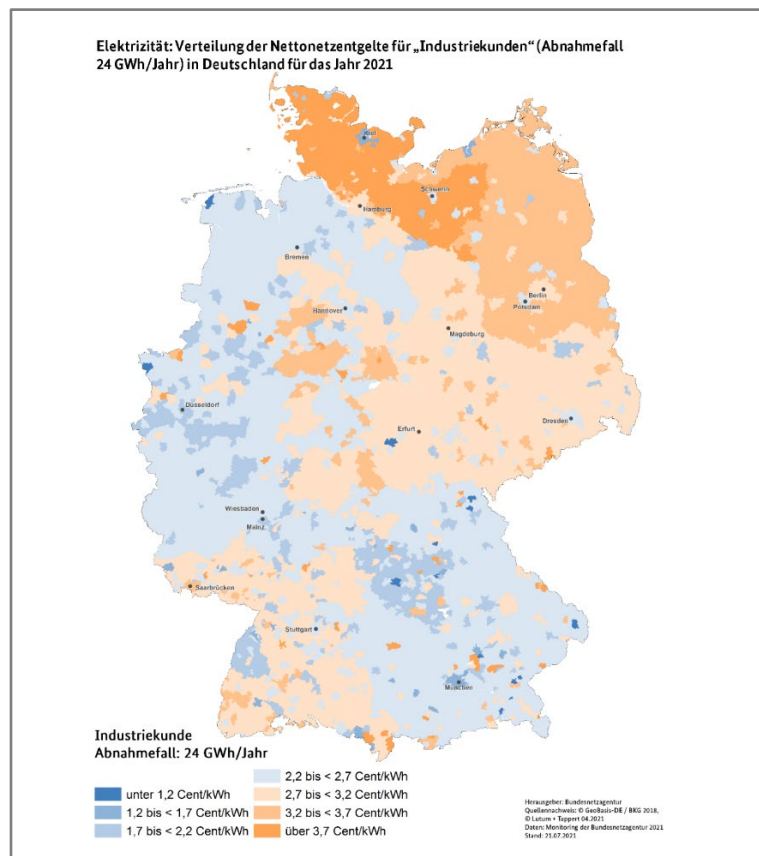 Elektrizität: Verteilung der Nettonetzentgelte für „Industriekunden“ (Abnahmefall
24 GWh/Jahr) in Deutschland für das Jahr 2021
Kiel
Schwerin
Hamburg
Bremen
Berlin
Potsdam
Hannover
Magdeburg
Düsseldorf
Dresden
Erfurt
Wiesbaden
Mainz
Saarbrücken
Stuttgart
München
Industriekunde
Abnahmefall: 24 GWh/Jahr
unter 1,2 Cent/kWh
1,2 bis < 1,7 Cent/kWh
1,7 bis < 2,2 Cent/kWh
2,2 bis < 2,7 Cent/kWh
2,7 bis < 3,2 Cent/kWh
3,2 bis < 3,7 Cent/kWh
über 3,7 Cent/kWh
Herausgeber: Bundesnetzagentur
Quellennachweis: © GeoBasis-DE / BKG 2018,
© Lutum + Tappert 04.2021
Daten: Monitoring der Bundesnetzagentur 2021
Stand: 21.07.2021